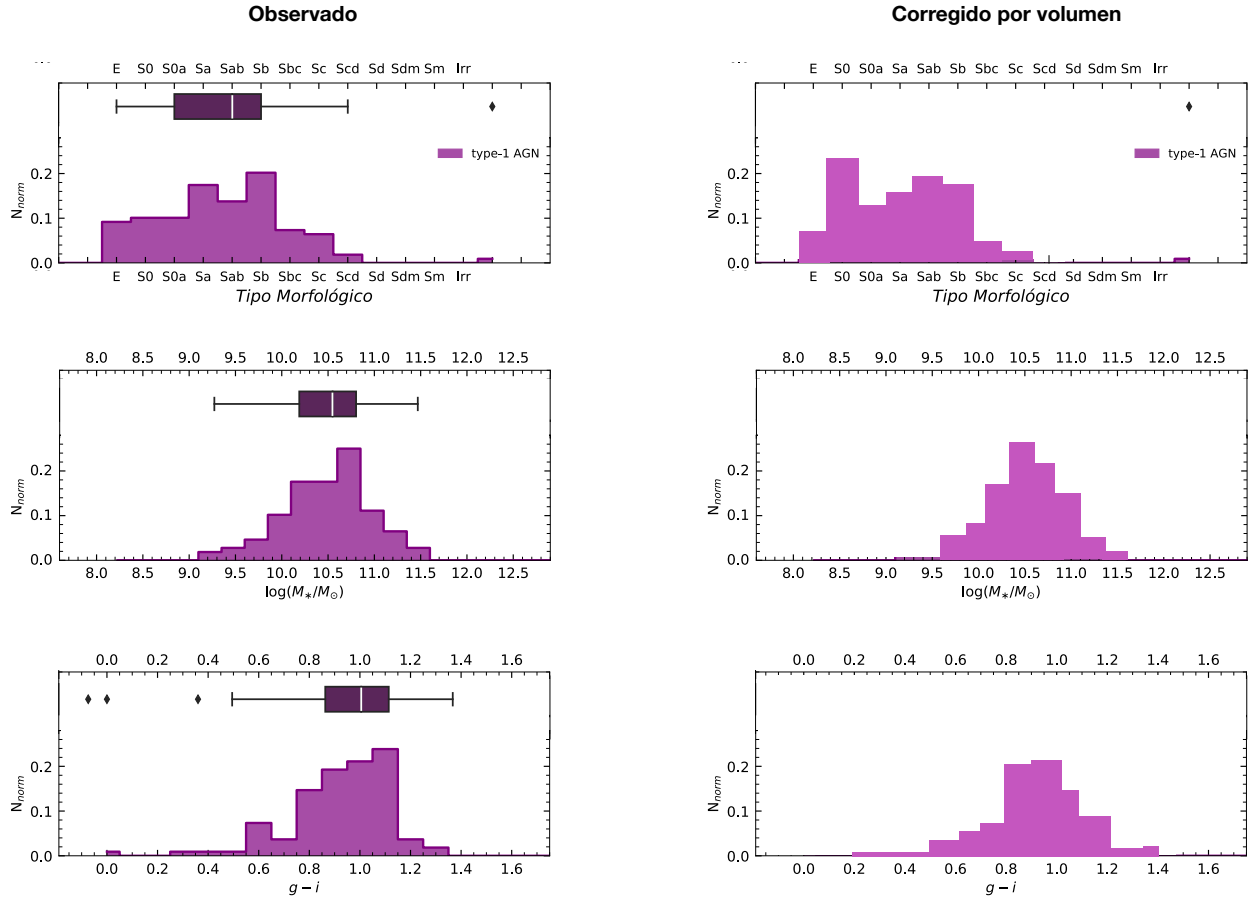 Observado
Corregido por volumen
E S0 S0a Sa Sab Sb Sbc Sc Scd Sd Sdm Sm Irr
E S0 S0a Sa Sab Sb Sbc Sc Scd Sd Sdm Sm Irr
type-1 AGN
type-1 AGN
0.2
0.1
0.0
N_norm
0.2
0.1
0.0
N_norm
E S0 S0a Sa Sab Sb Sbc Sc Scd Sd Sdm Sm Irr
E S0 S0a Sa Sab Sb Sbc Sc Scd Sd Sdm Sm Irr
Tipo Morfológico
Tipo Morfológico
8.0 8.5 9.0 9.5 10.0 10.5 11.0 11.5 12.0 12.5
8.0 8.5 9.0 9.5 10.0 10.5 11.0 11.5 12.0 12.5
0.2
0.1
0.0
N_norm
0.2
0.1
0.0
N_norm
8.0 8.5 9.0 9.5 10.0 10.5 11.0 11.5 12.0 12.5
8.0 8.5 9.0 9.5 10.0 10.5 11.0 11.5 12.0 12.5
log(M_*/M_⊙)
log(M_*/M_⊙)
0.0 0.2 0.4 0.6 0.8 1.0 1.2 1.4 1.6
0.0 0.2 0.4 0.6 0.8 1.0 1.2 1.4 1.6
0.2
0.1
0.0
N_norm
0.2
0.1
0.0
N_norm
0.0 0.2 0.4 0.6 0.8 1.0 1.2 1.4 1.6
0.0 0.2 0.4 0.6 0.8 1.0 1.2 1.4 1.6
g − i
g − i